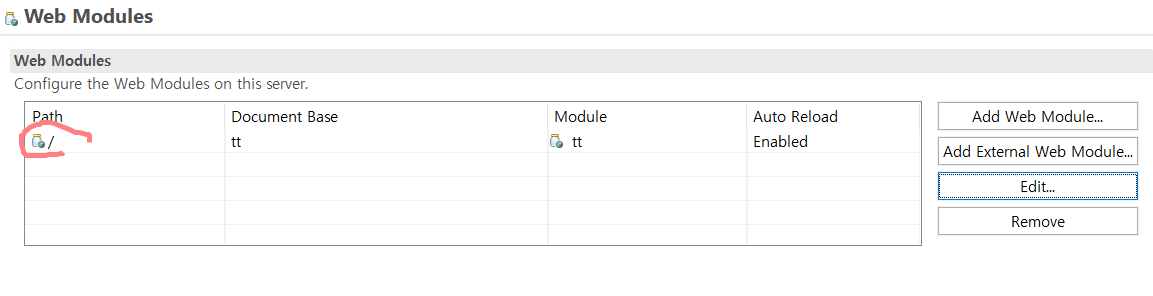 Web Modules
Web Modules
Configure the Web Modules on this server.
Path Document Base Module Auto Reload
/ tt tt Enabled
Add Web Module...
Add External Web Module...
Edit...
Remove